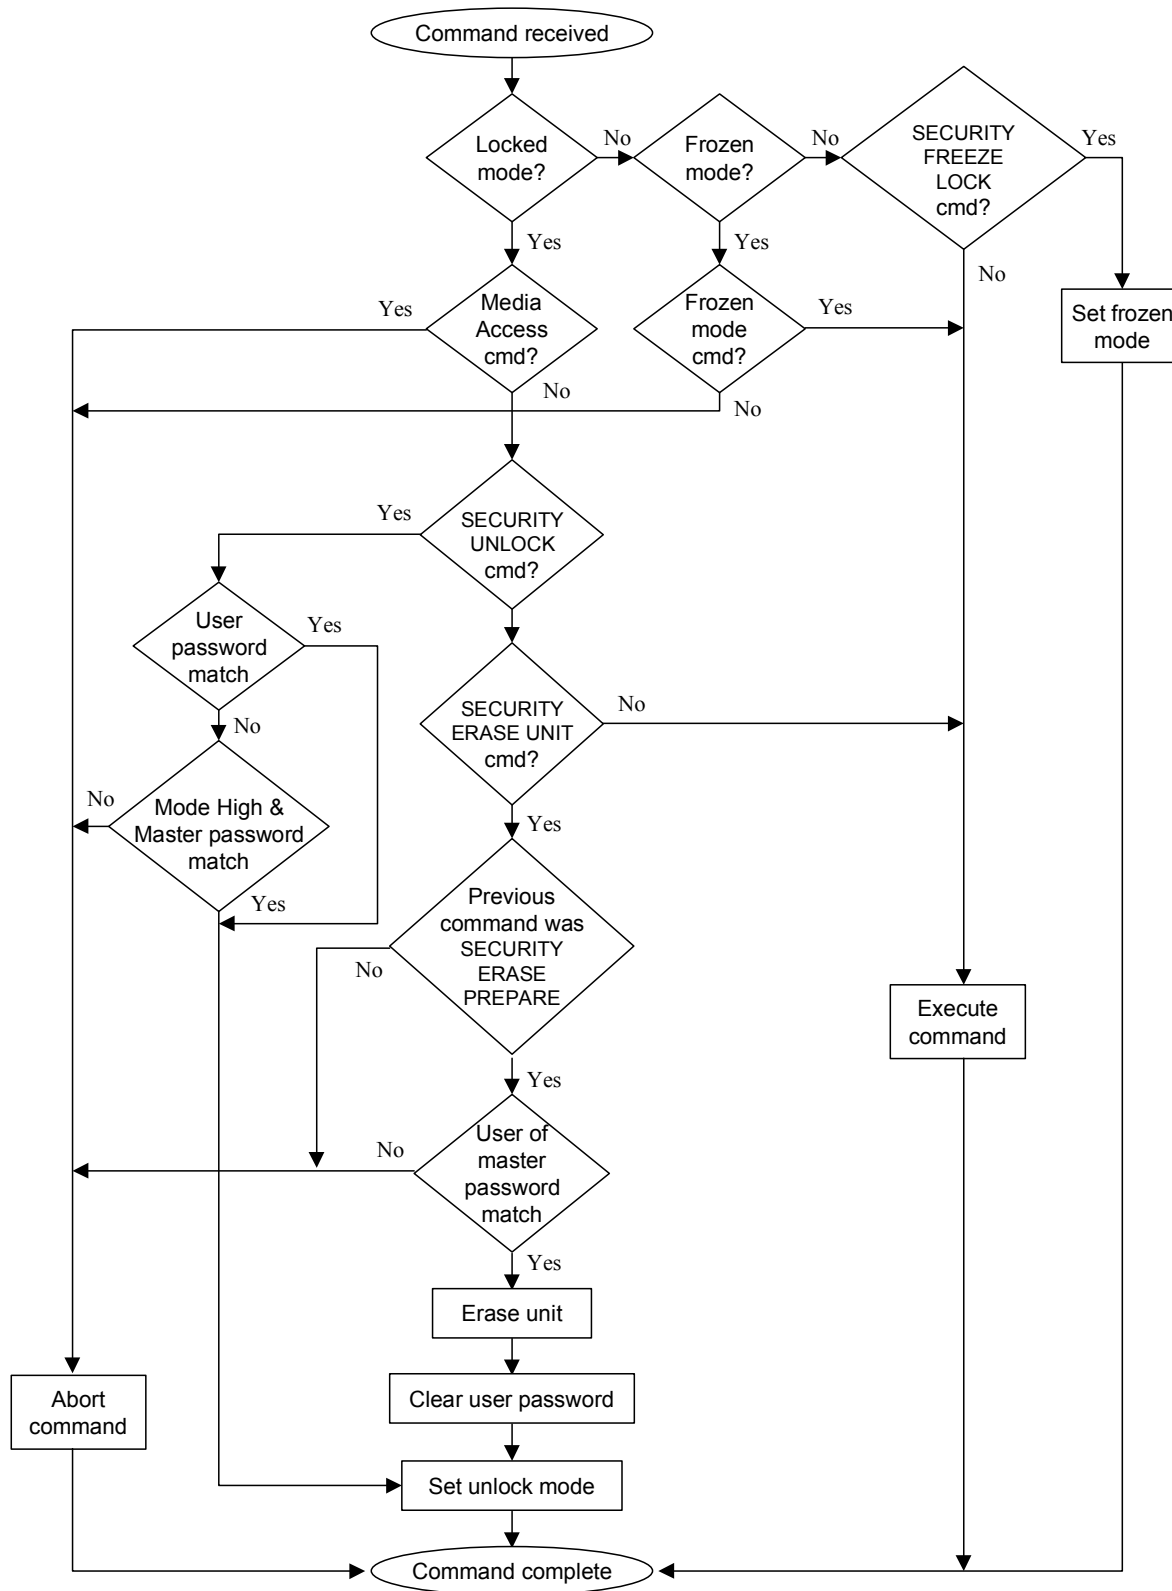 Command received
Locked
mode?
No
Frozen
mode?
No
SECURITY
FREEZE
LOCK
cmd?
Yes
Yes
Yes
No
Yes
Media
Access
cmd?
Frozen
mode
cmd?
Yes
Set frozen
mode
No
No
Yes
SECURITY
UNLOCK
cmd?
User
password
match
Yes
No
SECURITY
ERASE UNIT
cmd?
No
No
Mode High &
Master password
match
Yes
Yes
Previous
command was
SECURITY
ERASE
PREPARE
No
Execute
command
Yes
No
User of
master
password
match
Yes
Erase unit
Clear user password
Abort
command
Set unlock mode
Command complete